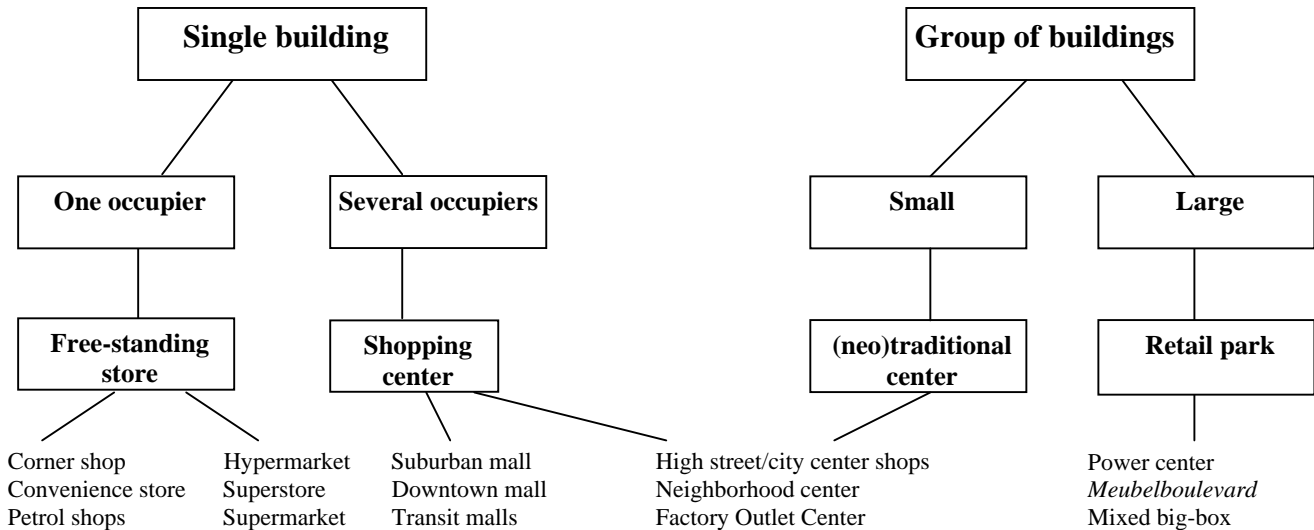 Single building
Group of buildings
One occupier
Several occupiers
Small
Large
Free-standing
store
Shopping
center
(neo)traditional
center
Retail park
Corner shop
Convenience store
Petrol shops
Hypermarket
Superstore
Supermarket
Suburban mall
Downtown mall
Transit malls
High street/city center shops
Neighborhood center
Factory Outlet Center
Power center
Meubelboulevard
Mixed big-box